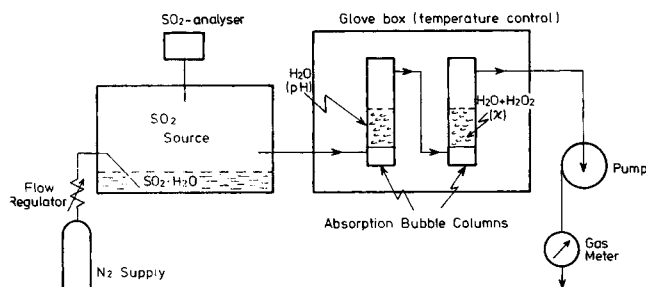 SO2-analyser
Glove box (temperature control)
H2O
(pH)
H2O+H2O2
(ϰ)
SO2
Source
SO2·H2O
Flow
Regulator
N2 Supply
Absorption Bubble Columns
Pump
Gas
Meter